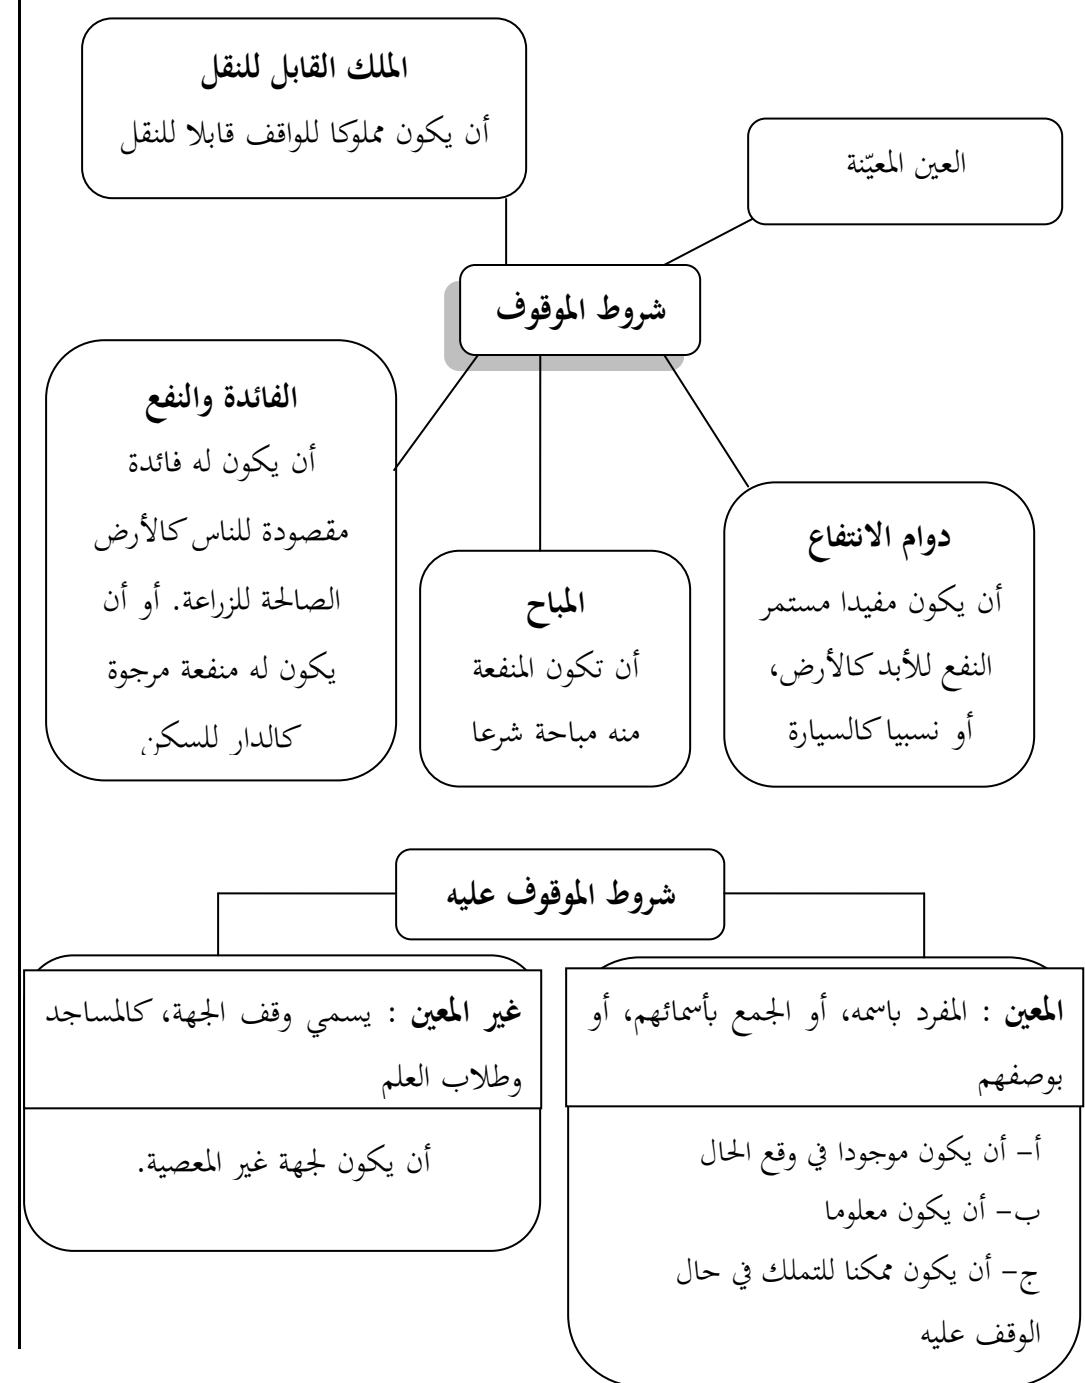 الملك القابل للنقل
أن يكون مملوكا للواقف قابلا للنقل
العين المعيّنة
شروط الموقوف
الفائدة والنفع
أن يكون له فائدة
مقصودة للناس كالأرض
الصالحة للزراعة. أو أن
يكون له منفعة مرجوة
كالدار للسكن
المباح
أن تكون المنفعة
منه مباحة شرعا
دوام الانتفاع
أن يكون مفيدا مستمر
النفع للأبد كالأرض،
أو نسبيا كالسيارة
شروط الموقوف عليه
المعين : المفرد باسمه، أو الجمع بأسمائهم، أو
بوصفهم
أ– أن يكون موجودا في وقع الحال
ب– أن يكون معلوما
ج– أن يكون ممكنا للتملك في حال
الوقف عليه
غير المعين : يسمي وقف الجهة، كالمساجد
وطلاب العلم
أن يكون لجهة غير المعصية.